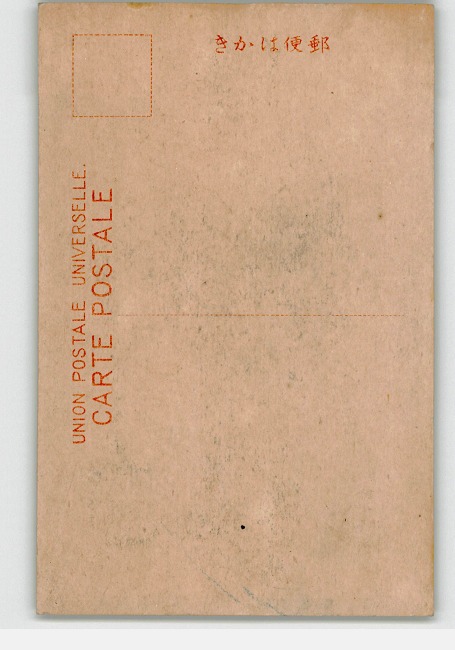 きかは便郵
UNION POSTALE UNIVERSELLE.
CARTE POSTALE